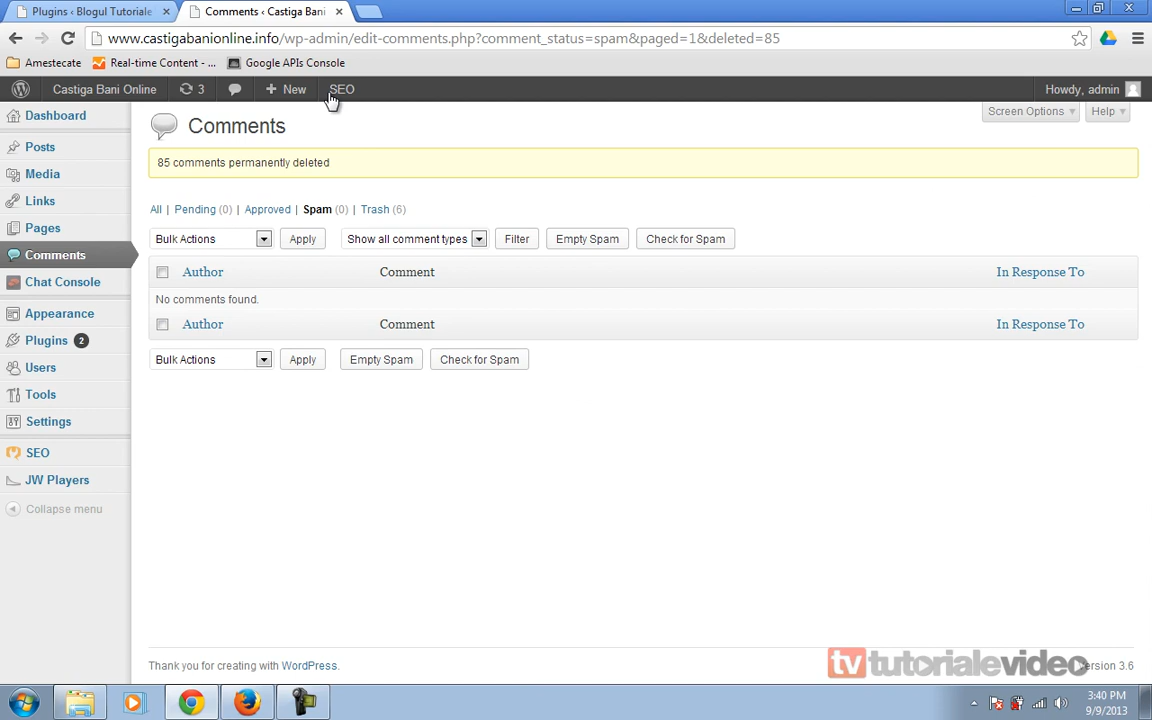 Plugins ‹ Blogul Tutoriale
Comments ‹ Castiga Bani
www.castigabanionline.info/wp-admin/edit-comments.php?comment_status=spam&paged=1&deleted=85
Amestecate
Real-time Content - ...
Google APIs Console
Castiga Bani Online
3
New
SEO
Howdy, admin
Dashboard
Posts
Media
Links
Pages
Comments
Chat Console
Appearance
Plugins 2
Users
Tools
Settings
SEO
JW Players
Collapse menu
Screen Options
Help
Comments
85 comments permanently deleted
All | Pending (0) | Approved | Spam (0) | Trash (6)
Bulk Actions
Apply
Show all comment types
Filter
Empty Spam
Check for Spam
Author
Comment
In Response To
No comments found.
Author
Comment
In Response To
Bulk Actions
Apply
Empty Spam
Check for Spam
Thank you for creating with WordPress.
tv tutorialevideo
ersion 3.6
3:40 PM
9/9/2013